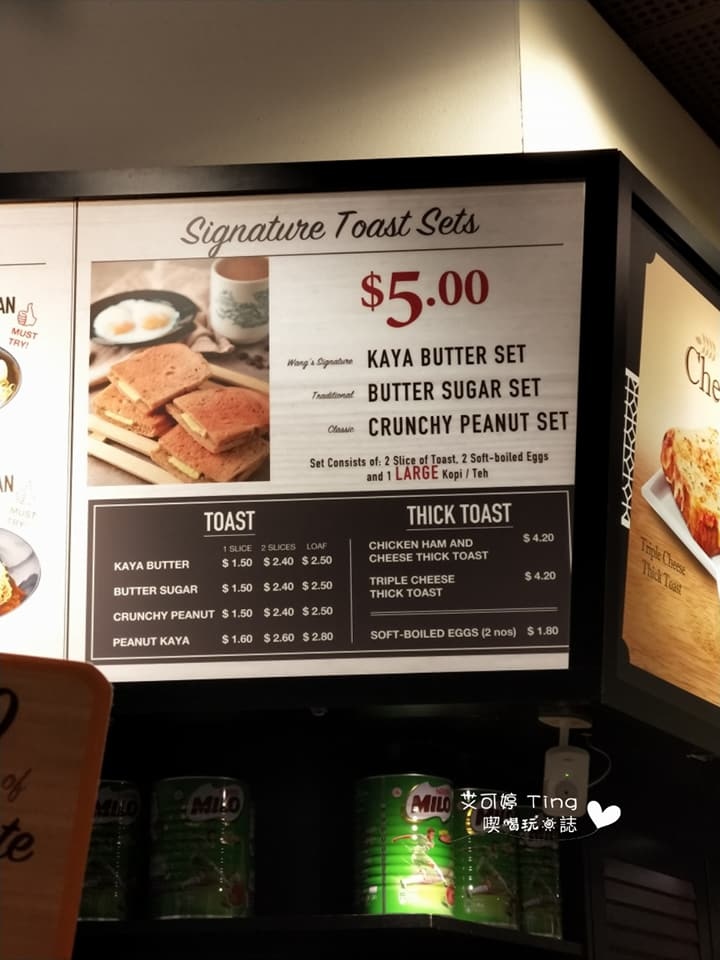 Signature Toast Sets
$5.00
Wang's Signature KAYA BUTTER SET
Traditional BUTTER SUGAR SET
Classic CRUNCHY PEANUT SET
Set Consists of: 2 Slice of Toast, 2 Soft-boiled Eggs
and 1 LARGE Kopi / Teh
TOAST
1 SLICE 2 SLICES LOAF
KAYA BUTTER $ 1.50 $ 2.40 $ 2.50
BUTTER SUGAR $ 1.50 $ 2.40 $ 2.50
CRUNCHY PEANUT $ 1.50 $ 2.40 $ 2.50
PEANUT KAYA $ 1.60 $ 2.60 $ 2.80
THICK TOAST
CHICKEN HAM AND $ 4.20
CHEESE THICK TOAST
TRIPLE CHEESE $ 4.20
THICK TOAST
SOFT-BOILED EGGS (2 nos) $ 1.80
AN
MUST
TRY!
AN
MUST
TRY
Che
Triple Cheese
Thick Toast
of
te
MILO
MILO
MILO
艾可婷 Ting
喫喝玩樂誌